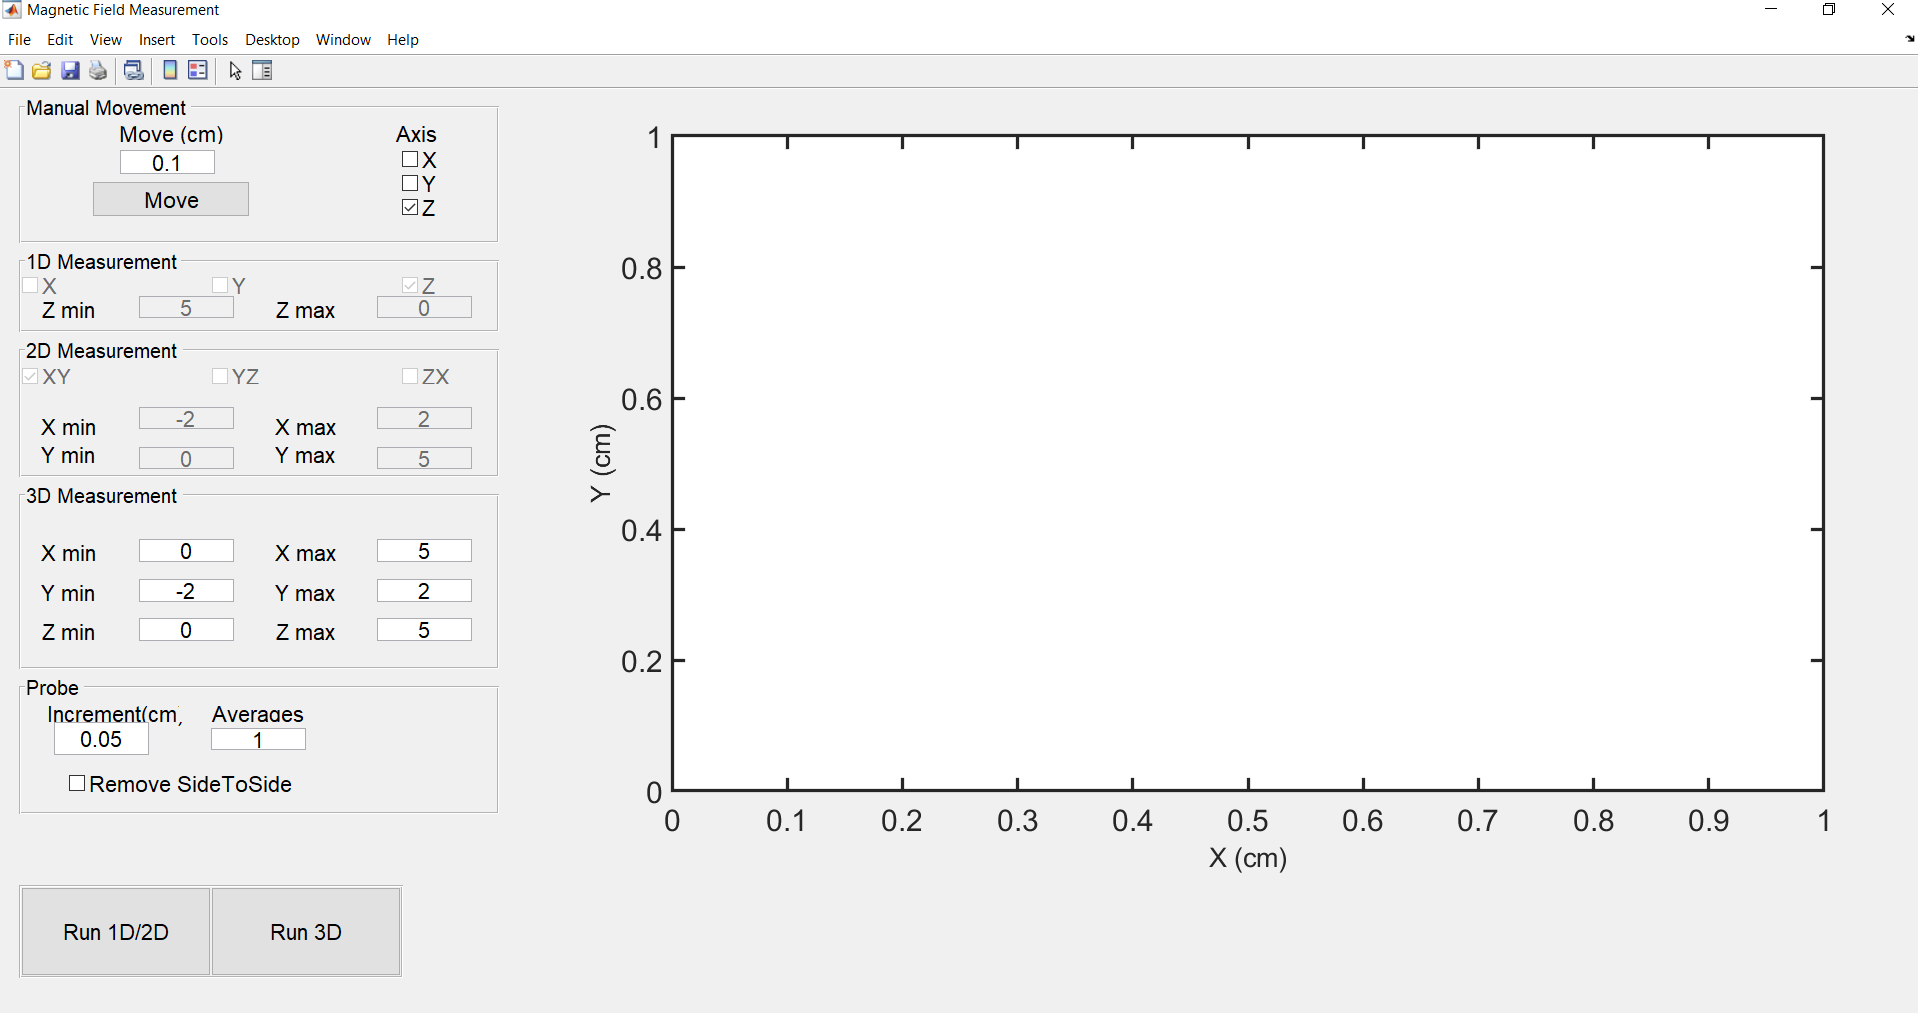 Magnetic Field Measurement
File Edit View Insert Tools Desktop Window Help
Manual Movement
Move (cm)
0.1
Move
Axis
X
Y
Z
1D Measurement
X Y Z
Z min 5 Z max 0
2D Measurement
XY YZ ZX
X min -2 X max 2
Y min 0 Y max 5
3D Measurement
X min 0 X max 5
Y min -2 Y max 2
Z min 0 Z max 5
Probe
Increment(cm) Averages
0.05 1
Remove SideToSide
Run 1D/2D Run 3D
1
0.8
0.6
0.4
0.2
0
Y (cm)
0 0.1 0.2 0.3 0.4 0.5 0.6 0.7 0.8 0.9 1
X (cm)